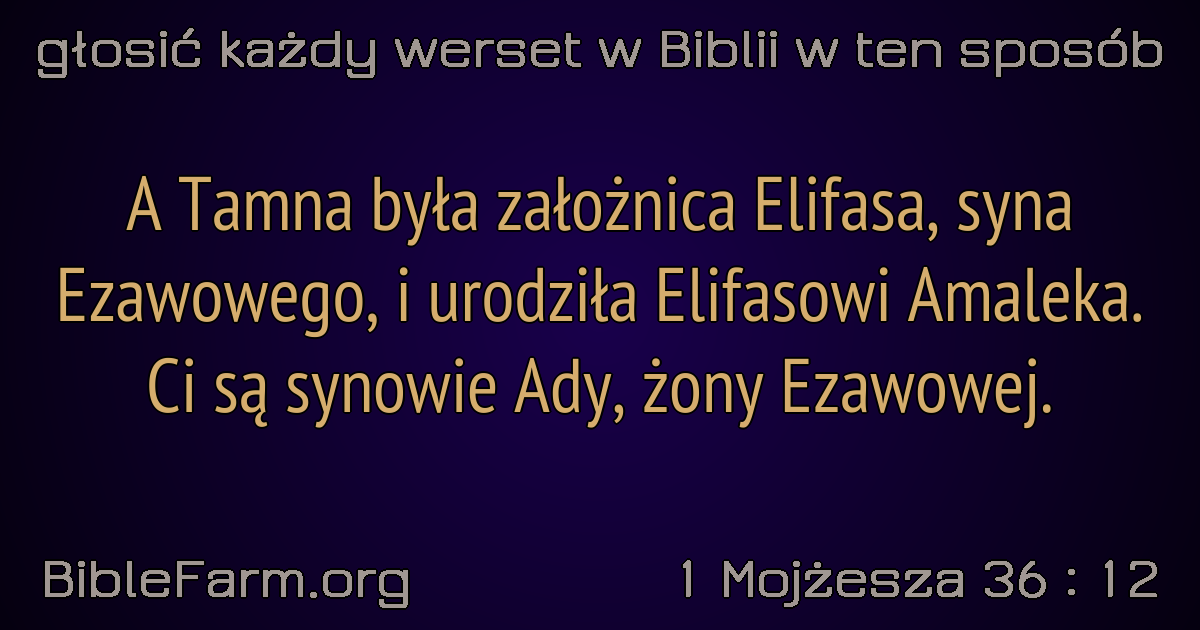 głosić każdy werset w Biblii w ten sposób
A Tamna była założnica Elifasa, syna
Ezawowego, i urodziła Elifasowi Amaleka.
Ci są synowie Ady, żony Ezawowej.
BibleFarm.org
1 Mojżesza 36 : 12